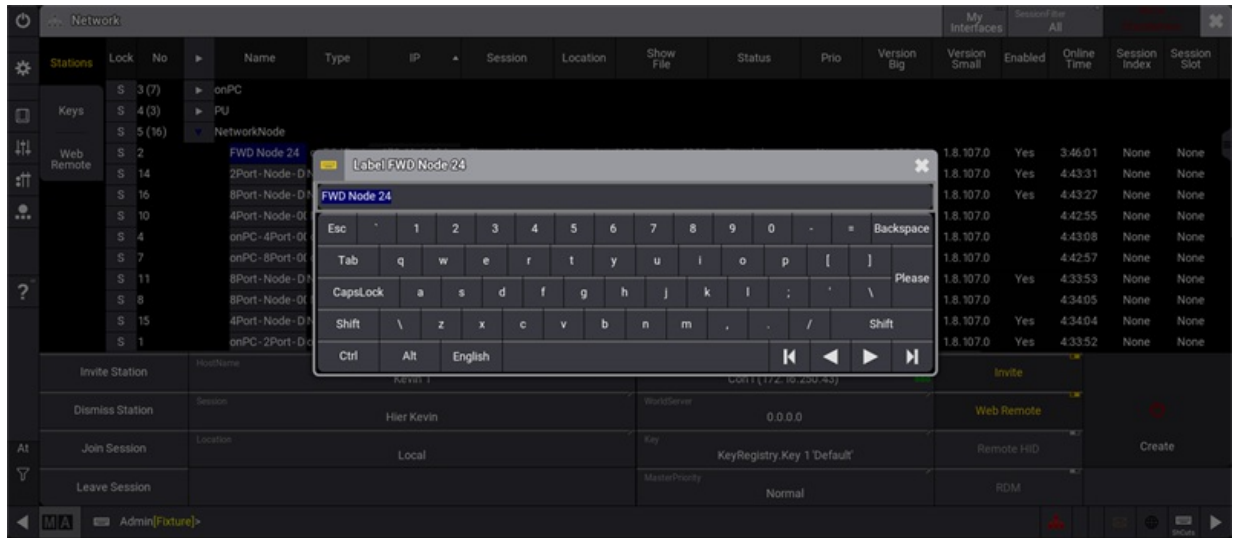 Network My Interfaces SessionFilter All
Stations Lock No Name Type IP Session Location Show File Status Prio Version Big Version Small Enabled Online Time Session Index Session Slot
S 3 (7) onPC
Keys S 4 (3) PU
S 5 (16) NetworkNode
Web Remote S 2 FWD Node 24 1.8.107.0 Yes 3:46:01 None None
S 14 2Port-Node-D 1.8.107.0 Yes 4:43:31 None None
S 16 8Port-Node-D 1.8.107.0 Yes 4:43:27 None None
S 10 4Port-Node-0 1.8.107.0 4:42:55 None None
S 4 onPC-4Port-0 1.8.107.0 4:43:08 None None
S 7 onPC-8Port-0 1.8.107.0 4:42:57 None None
S 11 8Port-Node-D 1.8.107.0 Yes 4:33:53 None None
S 8 8Port-Node-0 1.8.107.0 4:34:05 None None
S 15 4Port-Node-D 1.8.107.0 Yes 4:34:04 None None
S 1 onPC-2Port-D 1.8.107.0 Yes 4:33:52 None None
Label FWD Node 24
FWD Node 24
Esc ` 1 2 3 4 5 6 7 8 9 0 - = Backspace
Tab q w e r t y u i o p [ ] Please
CapsLock a s d f g h j k l ; ' \
Shift \ z x c v b n m , . / Shift
Ctrl Alt English
Invite Station HostName Kevin 1 Con1 (172.16.250.43) Invite
Dismiss Station Session Hier Kevin WorldServer 0.0.0.0 Web Remote
Join Session Location Local Key KeyRegistry.Key 1 'Default' Remote HID Create
Leave Session MasterPriority Normal RDM
At
?
MA Admin[Fixture]> ShCuts